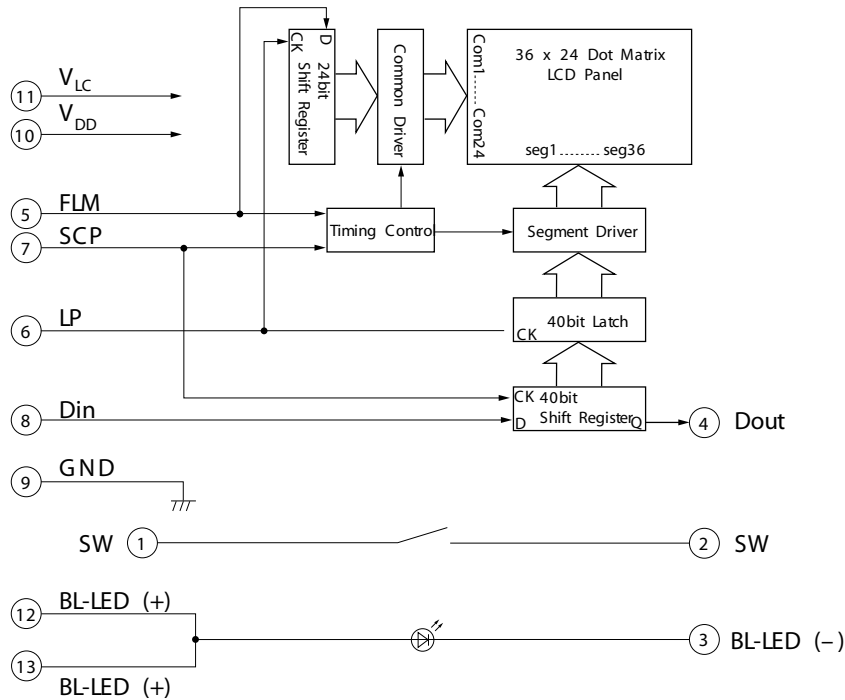 D
CK
24bit
Shift Register
Common Driver
Com1........Com24
36 x 24 Dot Matrix
LCD Panel
seg1........ seg36
11 VLC
10 VDD
5 FLM
7 SCP
Timing Contro
Segment Driver
6 LP
40bit Latch
CK
8 Din
CK 40bit
Shift Register
D
Q
4 Dout
9 GND
SW 1
2 SW
12 BL-LED (+)
3 BL-LED (–)
13
BL-LED (+)